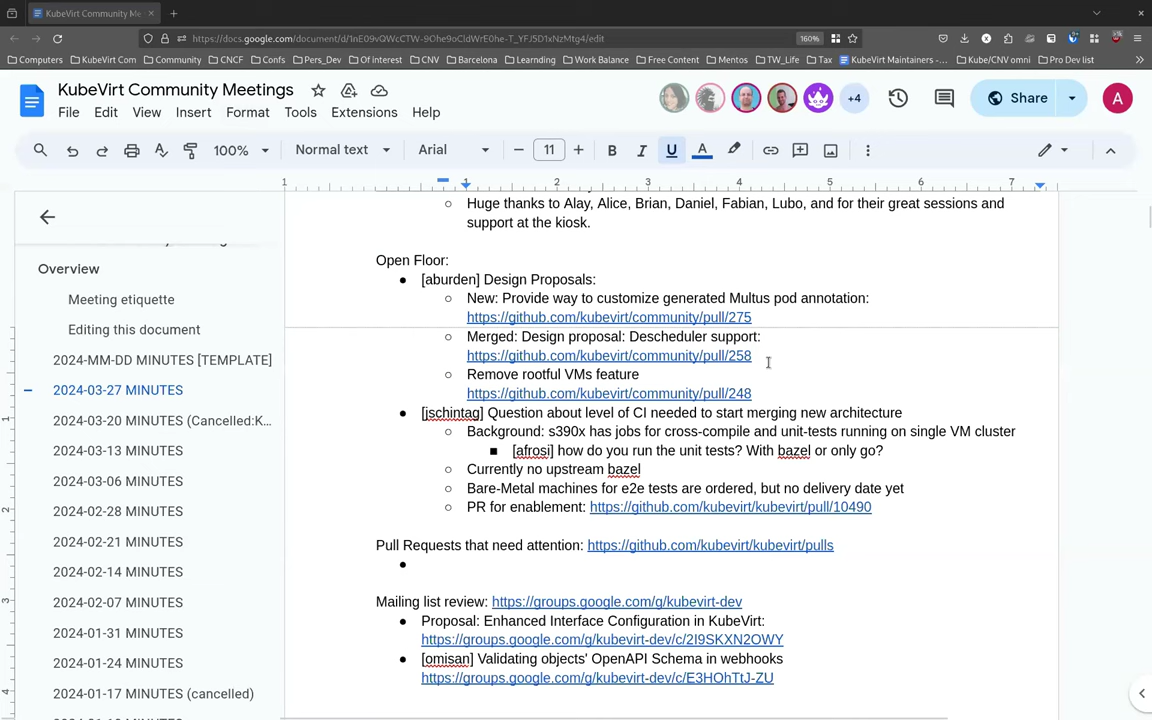 KubeVirt Community Me
https://docs.google.com/document/d/1nE09vQWcCTW-9Ohe9oCldWrE0he-T_YFJ5D1xNzMtg4/edit
160%
Computers
KubeVirt Com
Community
CNCF
Confs
Pers_Dev
Of interest
CNV
Barcelona
Learnding
Work Balance
Free Content
Mentos
TW_Life
Tax
KubeVirt Maintainers -...
Kube/CNV omni
Pro Dev list
KubeVirt Community Meetings
File Edit View Insert Format Tools Extensions Help
+4
Share
A
100%
Normal text
Arial
11
B I U A
1 1 2 3 4 5 6 7
Huge thanks to Alay, Alice, Brian, Daniel, Fabian, Lubo, and for their great sessions and
support at the kiosk.
Overview
Meeting etiquette
Editing this document
2024-MM-DD MINUTES [TEMPLATE]
2024-03-27 MINUTES
2024-03-20 MINUTES (Cancelled:K...
2024-03-13 MINUTES
2024-03-06 MINUTES
2024-02-28 MINUTES
2024-02-21 MINUTES
2024-02-14 MINUTES
2024-02-07 MINUTES
2024-01-31 MINUTES
2024-01-24 MINUTES
2024-01-17 MINUTES (cancelled)
Open Floor:
● [aburden] Design Proposals:
○ New: Provide way to customize generated Multus pod annotation:
https://github.com/kubevirt/community/pull/275
○ Merged: Design proposal: Descheduler support:
https://github.com/kubevirt/community/pull/258
○ Remove rootful VMs feature
https://github.com/kubevirt/community/pull/248
● [jschintag] Question about level of CI needed to start merging new architecture
○ Background: s390x has jobs for cross-compile and unit-tests running on single VM cluster
■ [afrosi] how do you run the unit tests? With bazel or only go?
○ Currently no upstream bazel
○ Bare-Metal machines for e2e tests are ordered, but no delivery date yet
○ PR for enablement: https://github.com/kubevirt/kubevirt/pull/10490
Pull Requests that need attention: https://github.com/kubevirt/kubevirt/pulls
●
Mailing list review: https://groups.google.com/g/kubevirt-dev
● Proposal: Enhanced Interface Configuration in KubeVirt:
https://groups.google.com/g/kubevirt-dev/c/2I9SKXN2OWY
● [omisan] Validating objects' OpenAPI Schema in webhooks
https://groups.google.com/g/kubevirt-dev/c/E3HOhTtJ-ZU